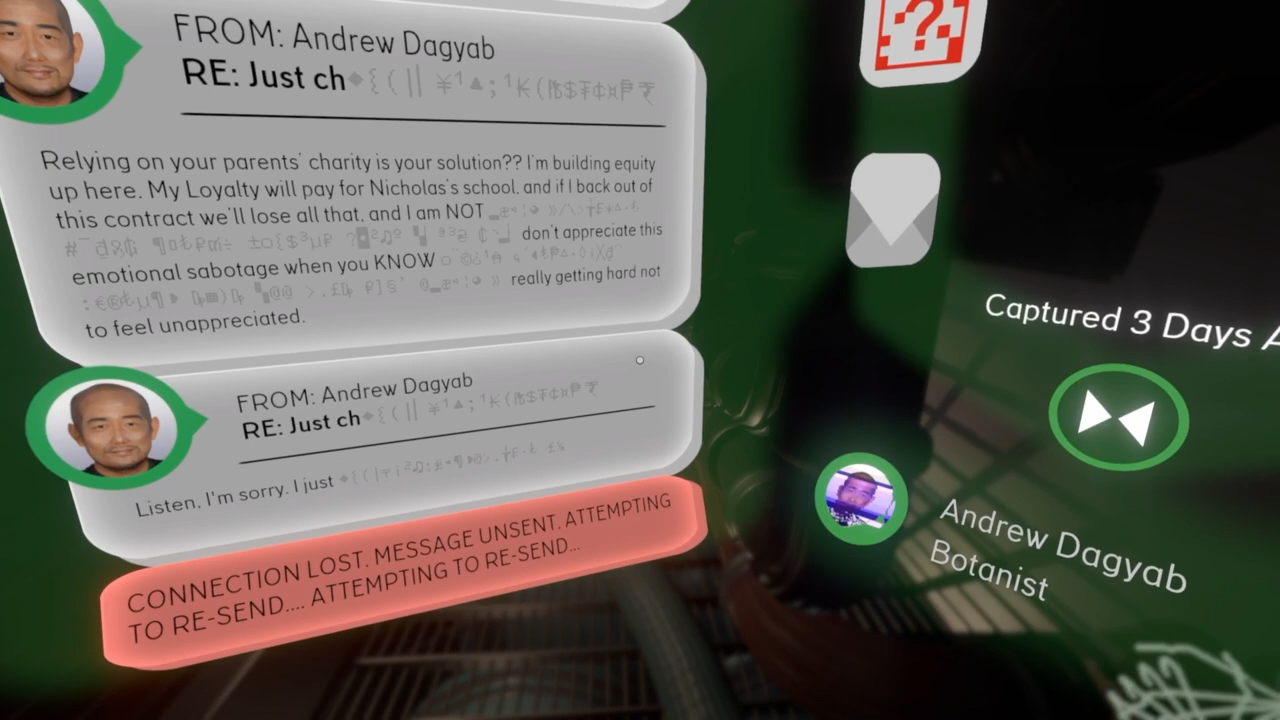 FROM: Andrew Dagyab
RE: Just ch
Relying on your parents' charity is your solution?? I'm building equity
up here. My Loyalty will pay for Nicholas's school, and if I back out of
this contract we'll lose all that, and I am NOT
don't appreciate this
emotional sabotage when you KNOW
really getting hard not
to feel unappreciated.
FROM: Andrew Dagyab
RE: Just ch
Listen, I'm sorry. I just
CONNECTION LOST. MESSAGE UNSENT. ATTEMPTING
TO RE-SEND.... ATTEMPTING TO RE-SEND...
?
Captured 3 Days A
Andrew Dagyab
Botanist